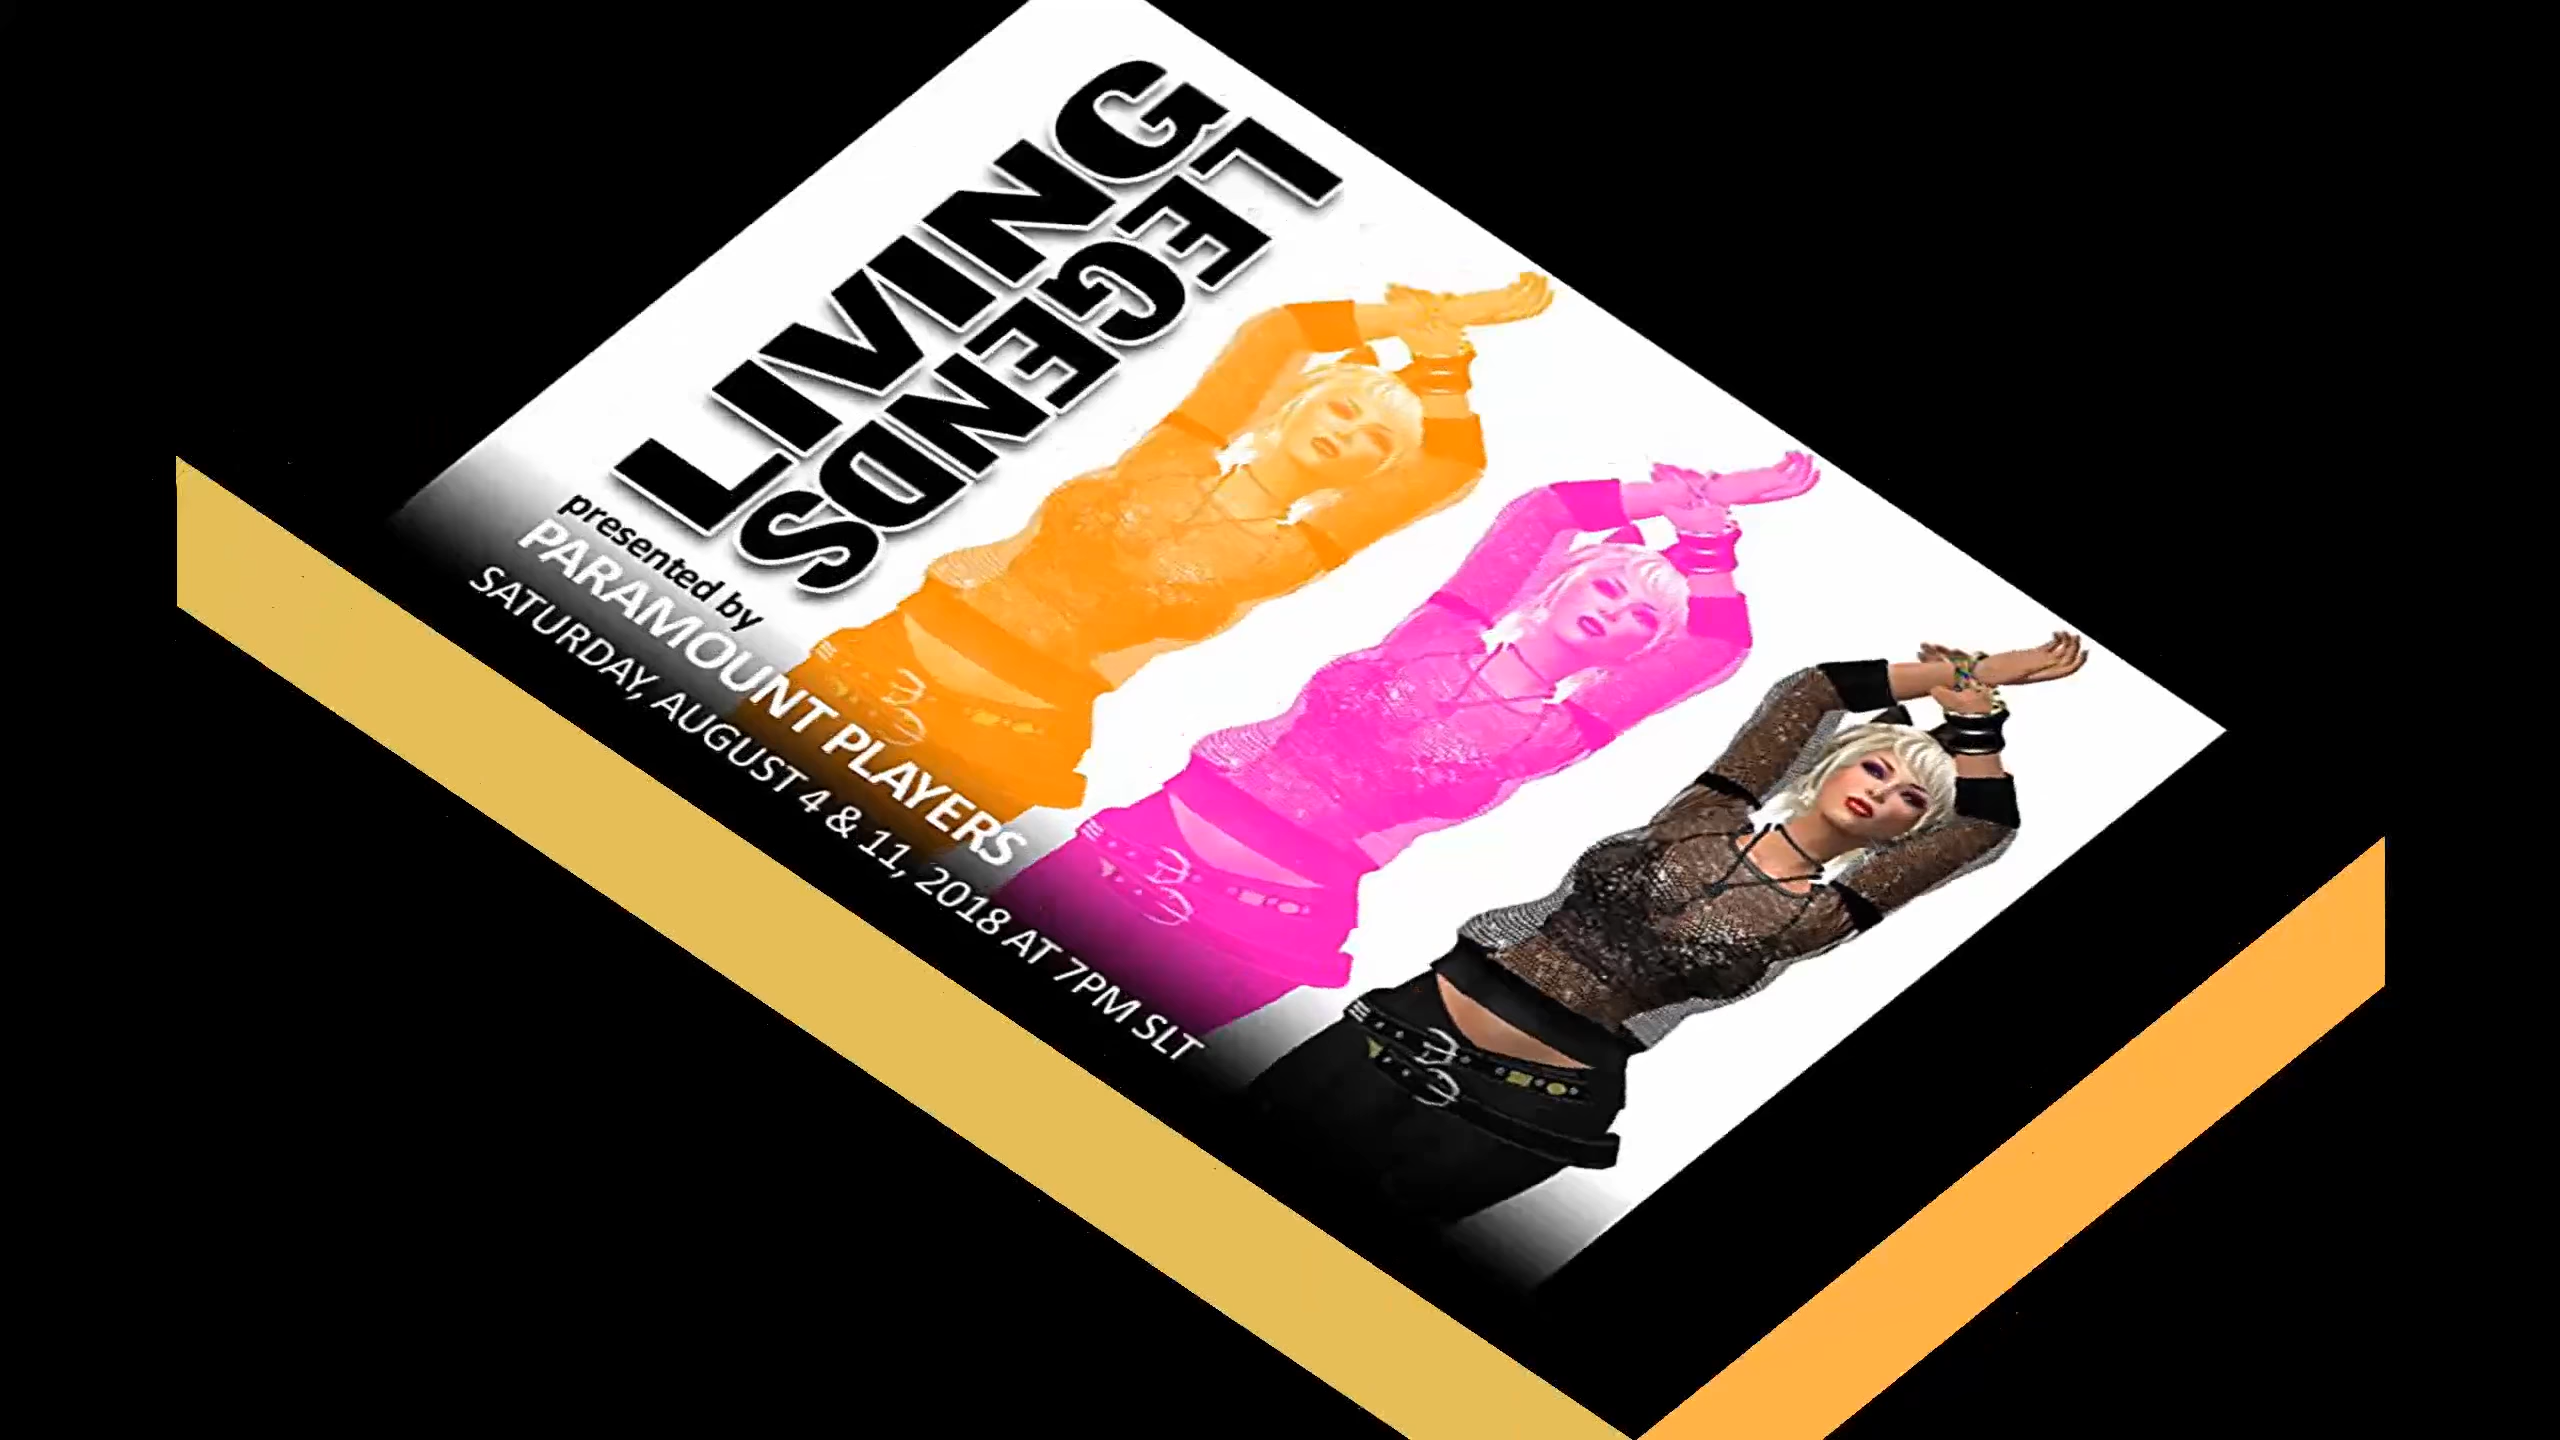 LIVING
LEGENDS
presented by
PARAMOUNT PLAYERS
SATURDAY, AUGUST 4 & 11, 2018 AT 7PM SLT